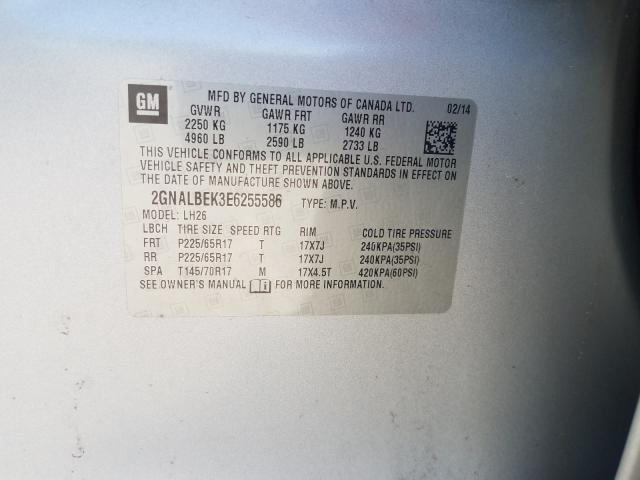 GM
MFD BY GENERAL MOTORS OF CANADA LTD. 02/14
GVWR GAWR FRT GAWR RR
2250 KG 1175 KG 1240 KG
4960 LB 2590 LB 2733 LB
THIS VEHICLE CONFORMS TO ALL APPLICABLE U.S. FEDERAL MOTOR
VEHICLE SAFETY AND THEFT PREVENTION STANDARDS IN EFFECT ON
THE DATE OF MANUFACTURE SHOWN ABOVE.
2GNALBEK3E6255586 TYPE: M.P.V.
MODEL: LH26
LBCH TIRE SIZE SPEED RTG RIM COLD TIRE PRESSURE
FRT P225/65R17 T 17X7J 240KPA(35PSI)
RR P225/65R17 T 17X7J 240KPA(35PSI)
SPA T145/70R17 M 17X4.5T 420KPA(60PSI)
SEE OWNER'S MANUAL FOR MORE INFORMATION.